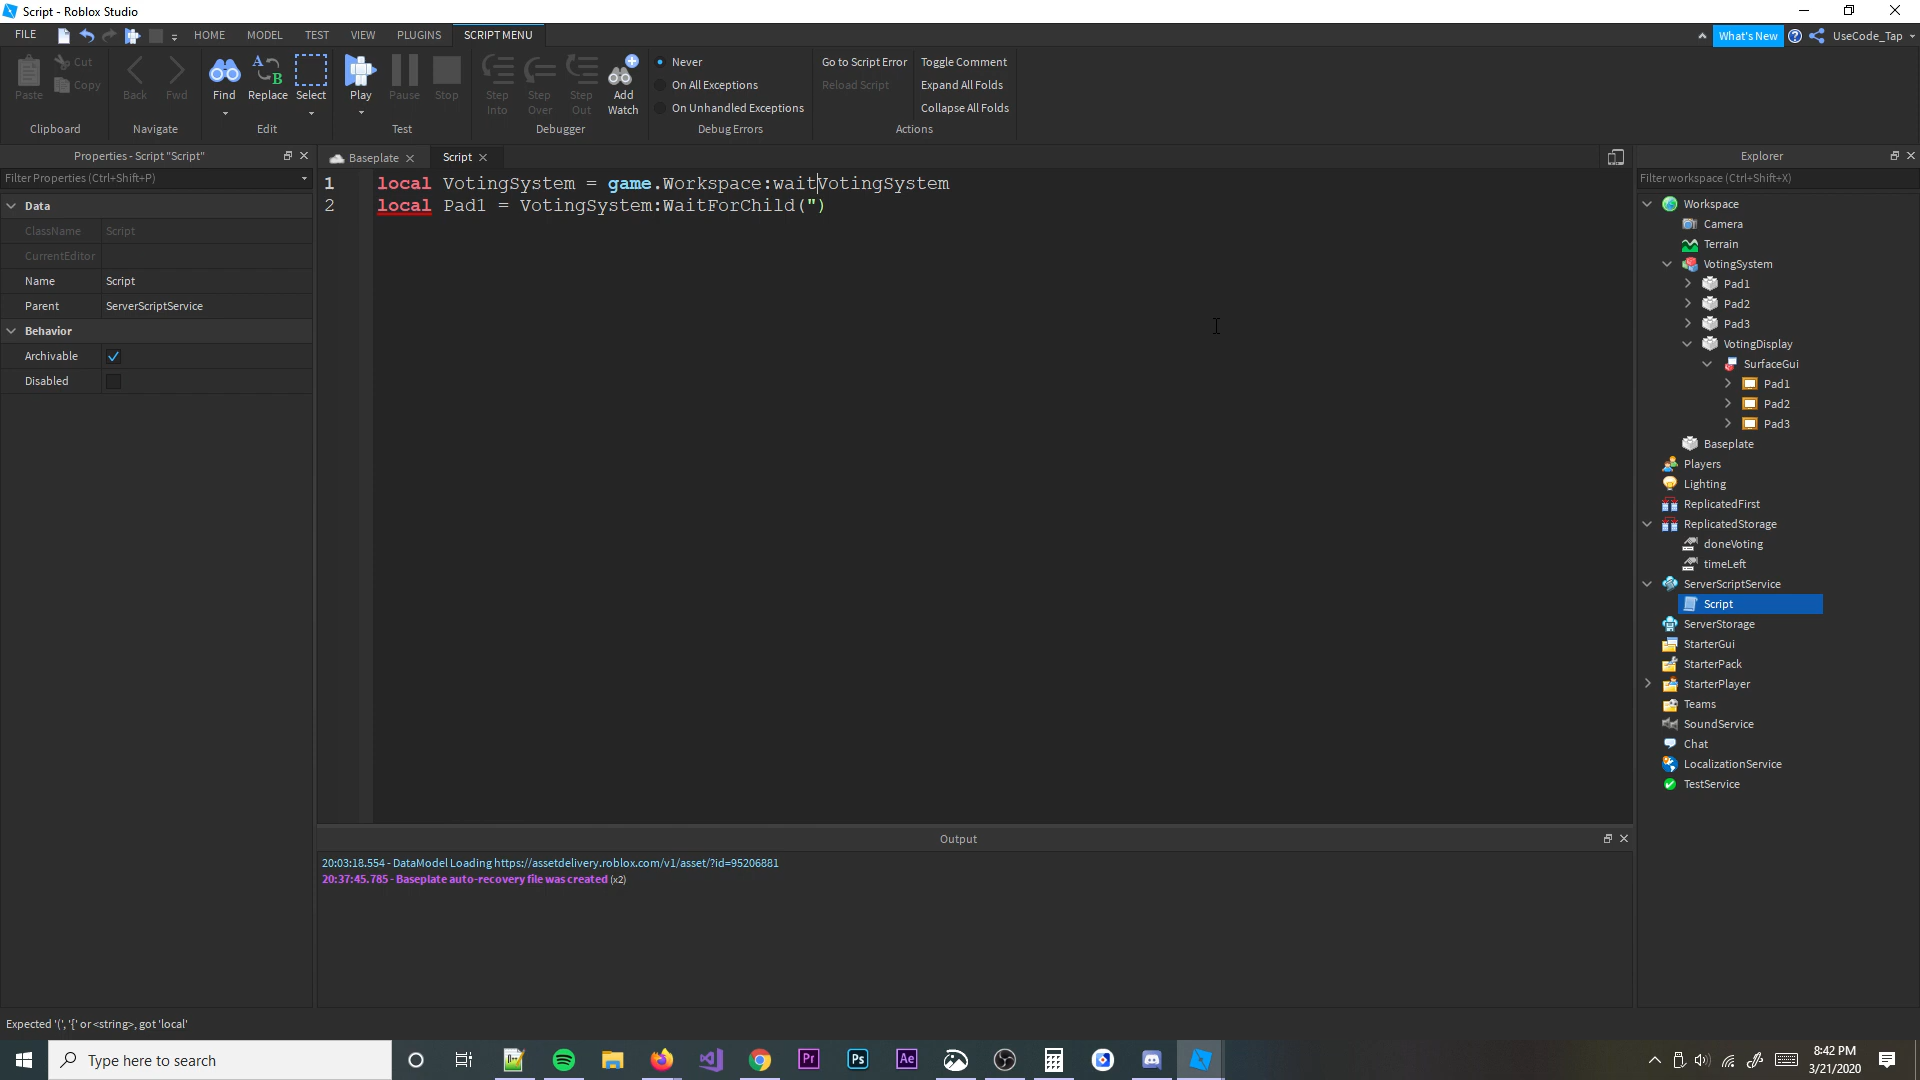 Script - Roblox Studio
FILE HOME MODEL TEST VIEW PLUGINS SCRIPT MENU What's New UseCode_Tap
Paste Cut Copy Back Fwd Find Replace Select Play Pause Stop Step Into Step Over Step Out Add Watch
Never
On All Exceptions
On Unhandled Exceptions
Go to Script Error
Reload Script
Toggle Comment
Expand All Folds
Collapse All Folds
Clipboard Navigate Edit Test Debugger Debug Errors Actions
Properties - Script "Script"
Filter Properties (Ctrl+Shift+P)
Data
ClassName Script
CurrentEditor
Name Script
Parent ServerScriptService
Behavior
Archivable
Disabled
Baseplate Script
1 local VotingSystem = game.Workspace:waitVotingSystem
2 local Pad1 = VotingSystem:WaitForChild(")
Explorer
Filter workspace (Ctrl+Shift+X)
Workspace
Camera
Terrain
VotingSystem
Pad1
Pad2
Pad3
VotingDisplay
SurfaceGui
Pad1
Pad2
Pad3
Baseplate
Players
Lighting
ReplicatedFirst
ReplicatedStorage
doneVoting
timeLeft
ServerScriptService
Script
ServerStorage
StarterGui
StarterPack
StarterPlayer
Teams
SoundService
Chat
LocalizationService
TestService
Output
20:03:18.554 - DataModel Loading https://assetdelivery.roblox.com/v1/asset/?id=95206881
20:37:45.785 - Baseplate auto-recovery file was created (x2)
Expected '(', '{' or <string>, got 'local'
Type here to search
Pr Ps Ae
8:42 PM
3/21/2020